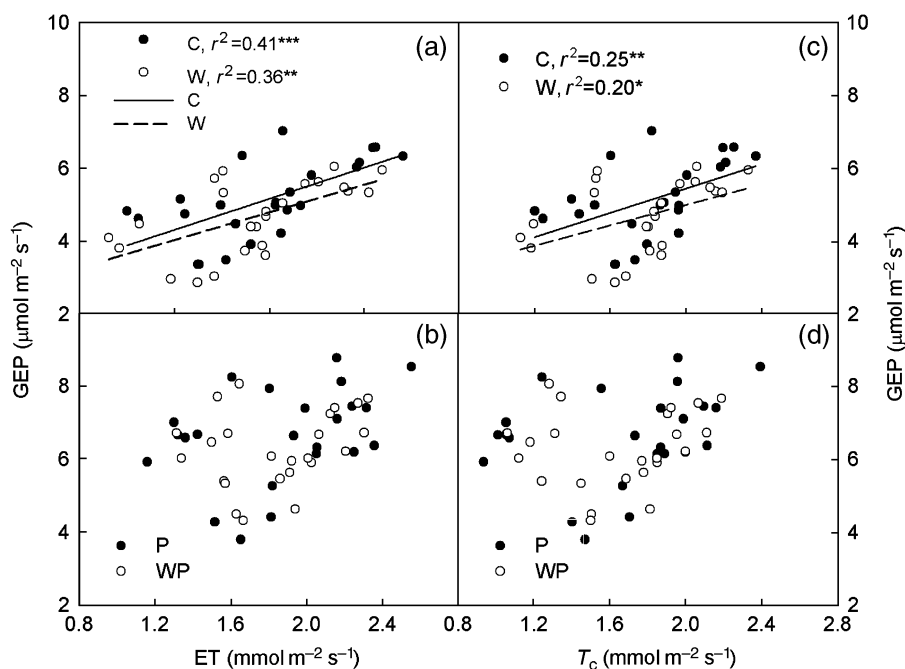 10
8
6
4
2
GEP (μmol m⁻² s⁻¹)
C, r²=0.41***
W, r²=0.36**
C
W
(a)
C, r²=0.25**
W, r²=0.20*
(c)
10
8
6
4
2
GEP (μmol m⁻² s⁻¹)
8
6
4
2
(b)
P
WP
(d)
P
WP
8
6
4
2
0.8 1.2 1.6 2.0 2.4 0.8 1.2 1.6 2.0 2.4 2.8
ET (mmol m⁻² s⁻¹)
Tc (mmol m⁻² s⁻¹)